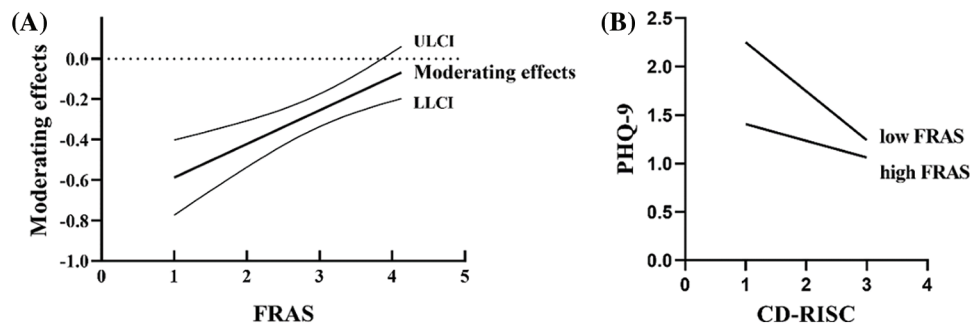 (A)
Moderating effects
0.0
-0.2
-0.4
-0.6
-0.8
-1.0
0
1
2
3
4
5
FRAS
ULCI
Moderating effects
LLCI
(B)
PHQ-9
2.5
2.0
1.5
1.0
0.5
0.0
0
1
2
3
4
CD-RISC
low FRAS
high FRAS